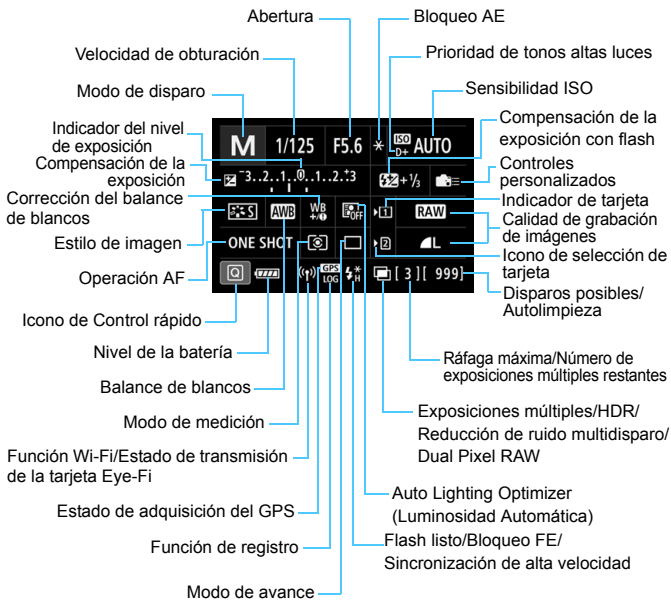 Abertura
Bloqueo AE
Velocidad de obturación
Prioridad de tonos altas luces
Modo de disparo
Sensibilidad ISO
Indicador del nivel
de exposición
Compensación de la
exposición con flash
Compensación de la
exposición
Controles
personalizados
Corrección del balance
de blancos
Indicador de tarjeta
Calidad de grabación
de imágenes
Estilo de imagen
Icono de selección de
tarjeta
Operación AF
Disparos posibles/
Autolimpieza
M 1/125 F5.6 * ISO D+ AUTO
-3..2..1..0..1..2..+3 +1/3
S AWB WB +/- OFF 1 RAW
ONE SHOT 2 L
Q GPS LOG H [ 3 ][ 999]
Icono de Control rápido
Nivel de la batería
Ráfaga máxima/Número de
exposiciones múltiples restantes
Balance de blancos
Modo de medición
Exposiciones múltiples/HDR/
Reducción de ruido multidisparo/
Dual Pixel RAW
Función Wi-Fi/Estado de transmisión
de la tarjeta Eye-Fi
Estado de adquisición del GPS
Auto Lighting Optimizer
(Luminosidad Automática)
Función de registro
Flash listo/Bloqueo FE/
Sincronización de alta velocidad
Modo de avance